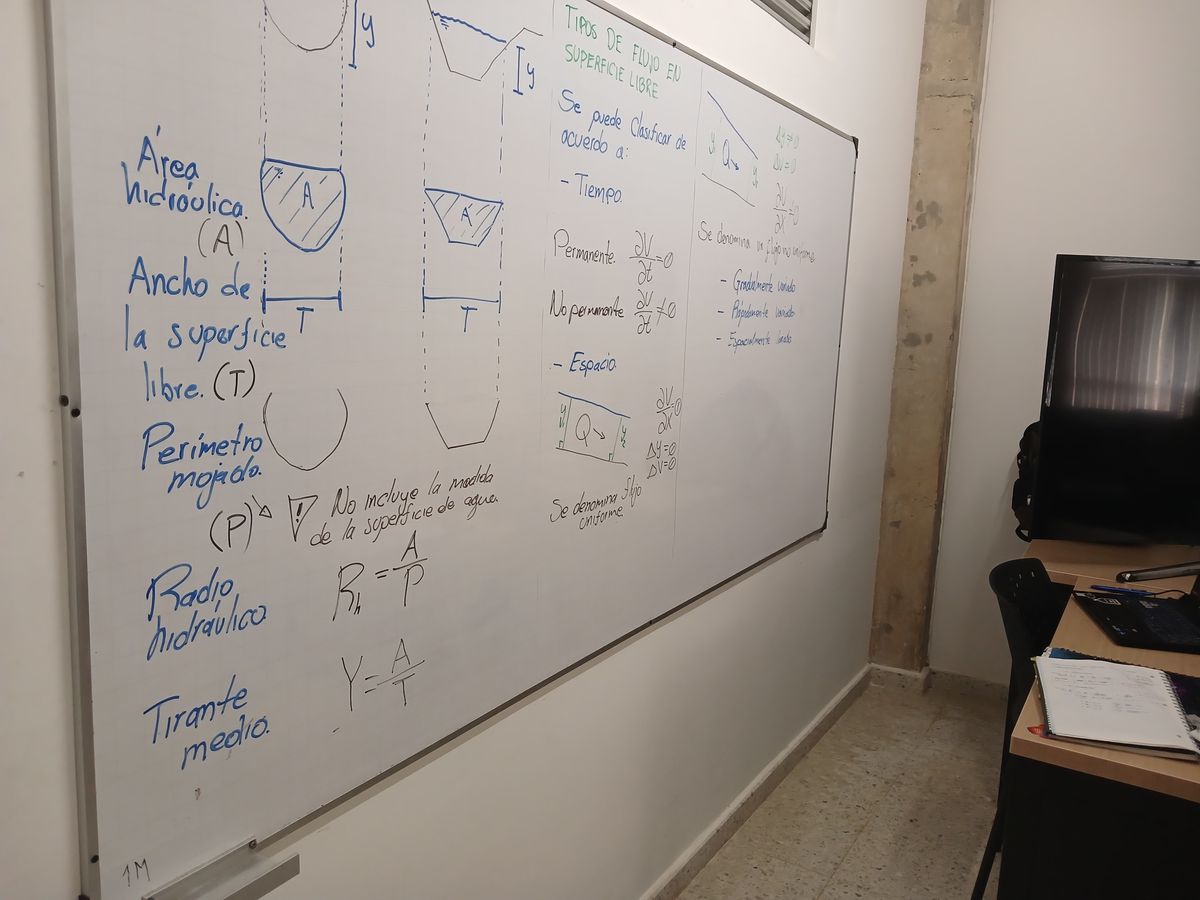 y
y
Área
hidráulica.
(A)
A
A
Ancho de
la superficie
libre. (T)
T
T
Perímetro
mojado.
(P)
! No incluye la medida
de la superficie de agua.
Radio
hidráulico.
Rh = A/P
Tirante
medio.
Y = A/T
1M
TIPOS DE FLUJO EN
SUPERFICIE LIBRE
Se puede Clasificar de
acuerdo a:
- Tiempo.
Permanente. ∂V/∂t = 0
No permanente ∂V/∂t ≠ 0
- Espacio.
y1 Q → y2
∂V/∂x = 0
Δy = 0
ΔV = 0
Se denomina flujo
uniforme.
Q →
∂V/∂x ≠ 0
Se denomina un flujo no uniforme
- Gradualmente variado
- Rápidamente variado
- Espacialmente variado